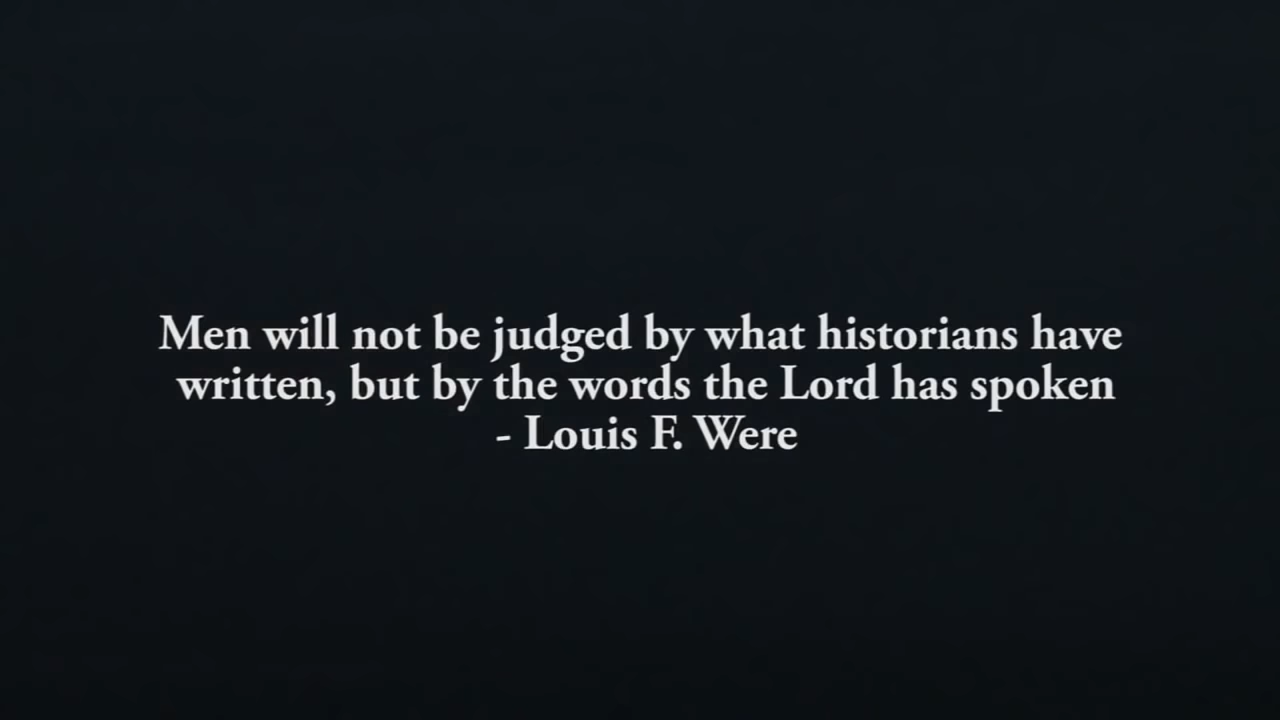 Men will not be judged by what historians have
written, but by the words the Lord has spoken
- Louis F. Were